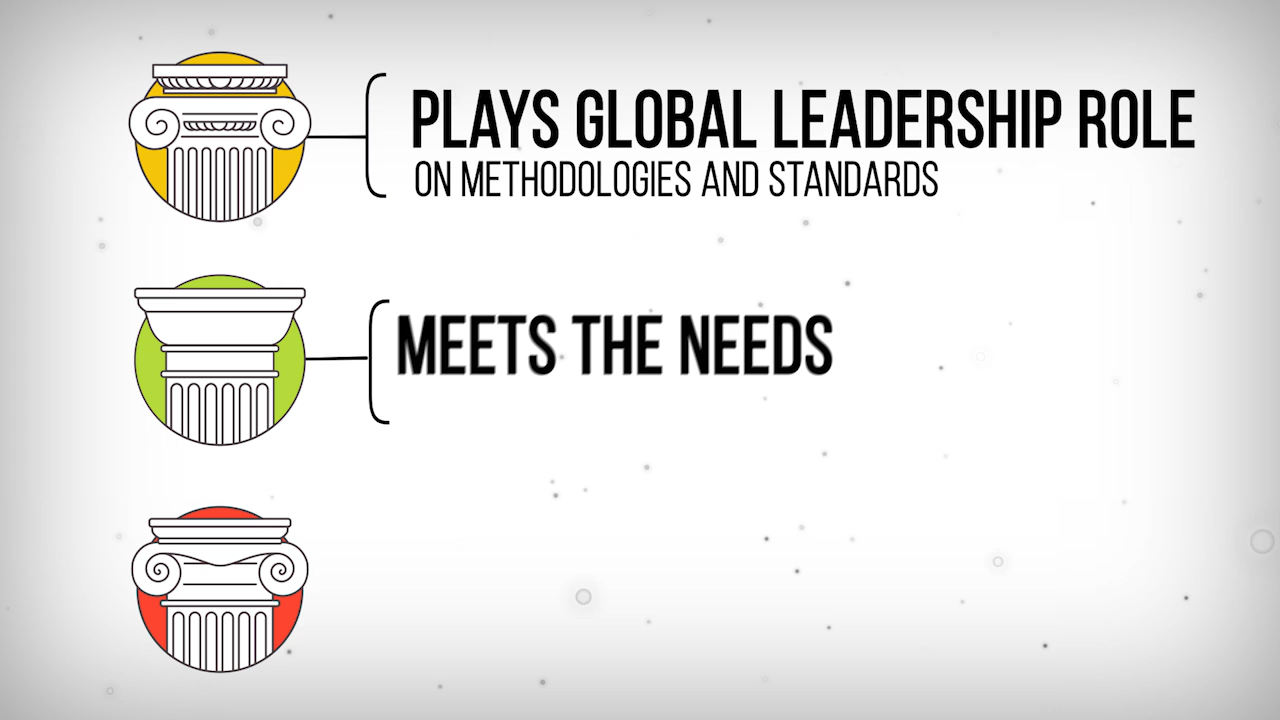 PLAYS GLOBAL LEADERSHIP ROLE
ON METHODOLOGIES AND STANDARDS
MEETS THE NEEDS